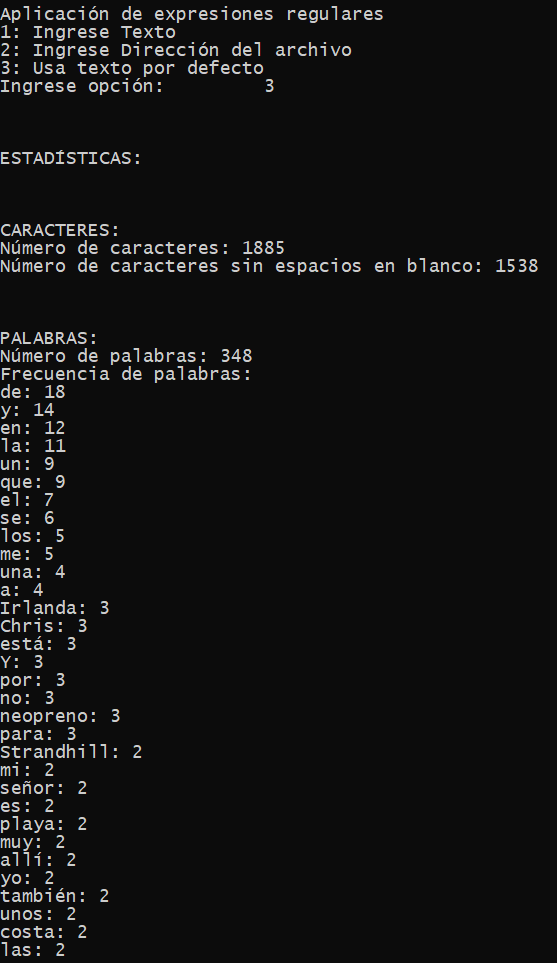 Aplicación de expresiones regulares
1: Ingrese Texto
2: Ingrese Dirección del archivo
3: Usa texto por defecto
Ingrese opción: 3
ESTADÍSTICAS:
CARACTERES:
Número de caracteres: 1885
Número de caracteres sin espacios en blanco: 1538
PALABRAS:
Número de palabras: 348
Frecuencia de palabras:
de: 18
y: 14
en: 12
la: 11
un: 9
que: 9
el: 7
se: 6
los: 5
me: 5
una: 4
a: 4
Irlanda: 3
Chris: 3
está: 3
Y: 3
por: 3
no: 3
neopreno: 3
para: 3
Strandhill: 2
mi: 2
señor: 2
es: 2
playa: 2
muy: 2
allí: 2
yo: 2
también: 2
unos: 2
costa: 2
las: 2